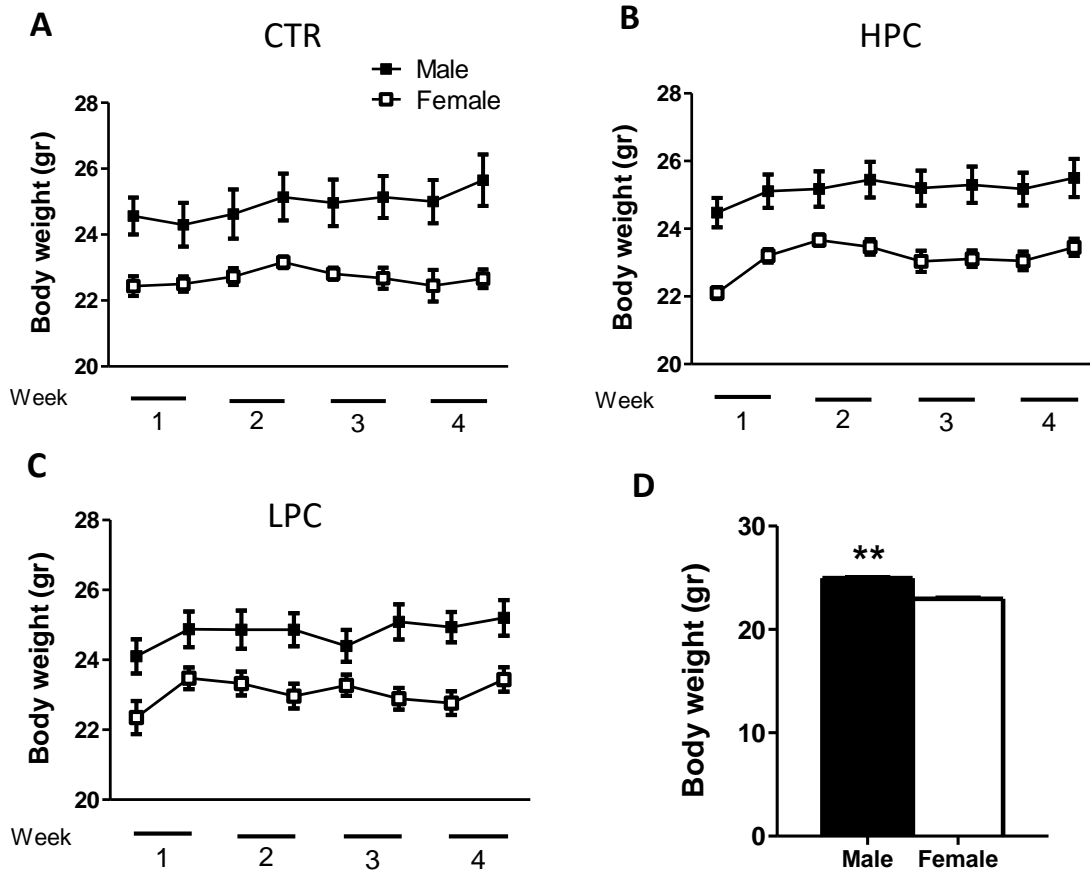 A
CTR
Male
Female
Body weight (gr)
28
26
24
22
20
Week
1 2 3 4
B
HPC
Body weight (gr)
28
26
24
22
20
Week
1 2 3 4
C
LPC
Body weight (gr)
28
26
24
22
20
Week
1 2 3 4
D
Body weight (gr)
30
20
10
0
**
Male Female